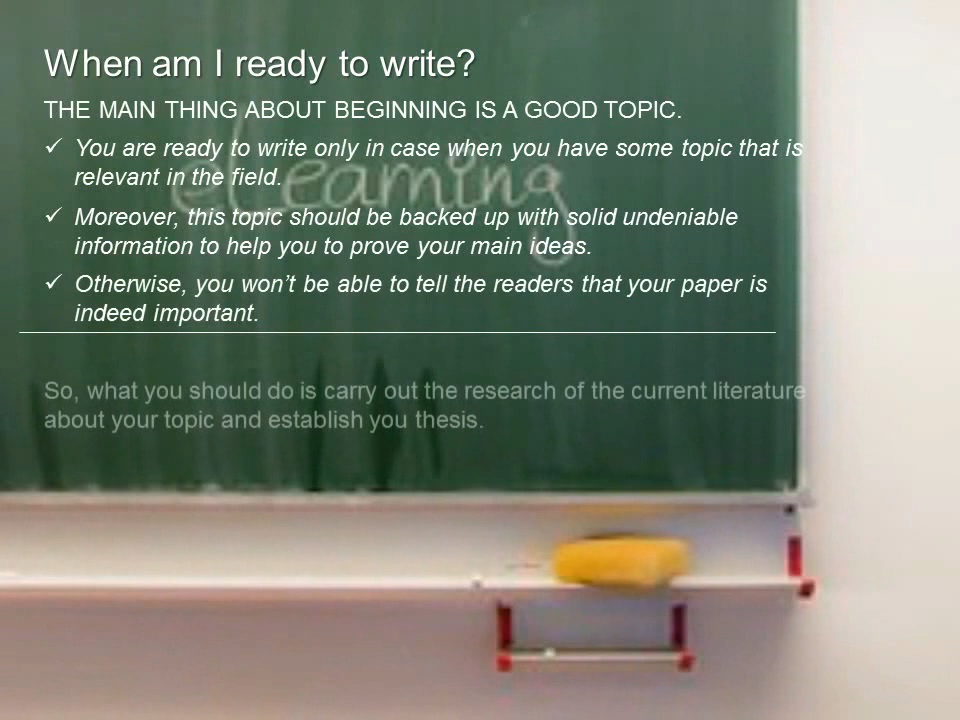 When am I ready to write?
THE MAIN THING ABOUT BEGINNING IS A GOOD TOPIC.
✓ You are ready to write only in case when you have some topic that is
relevant in the field.
eLearning
✓ Moreover, this topic should be backed up with solid undeniable
information to help you to prove your main ideas.
✓ Otherwise, you won’t be able to tell the readers that your paper is
indeed important.
So, what you should do is carry out the research of the current literature
about your topic and establish you thesis.